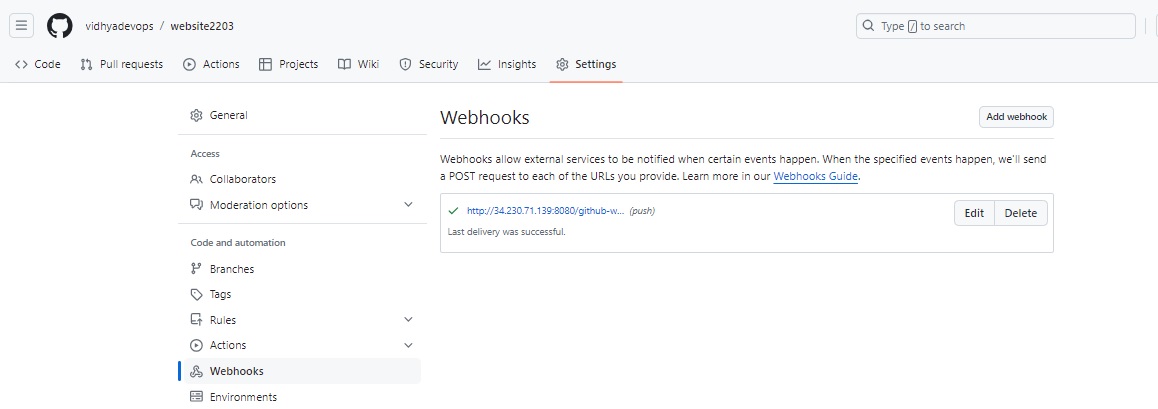 vidhyadevops / website2203
Type / to search
Code Pull requests Actions Projects Wiki Security Insights Settings
General
Access
Collaborators
Moderation options
Code and automation
Branches
Tags
Rules
Actions
Webhooks
Environments
Webhooks
Add webhook
Webhooks allow external services to be notified when certain events happen. When the specified events happen, we'll send
a POST request to each of the URLs you provide. Learn more in our Webhooks Guide.
http://34.230.71.139:8080/github-w... (push)
Edit Delete
Last delivery was successful.